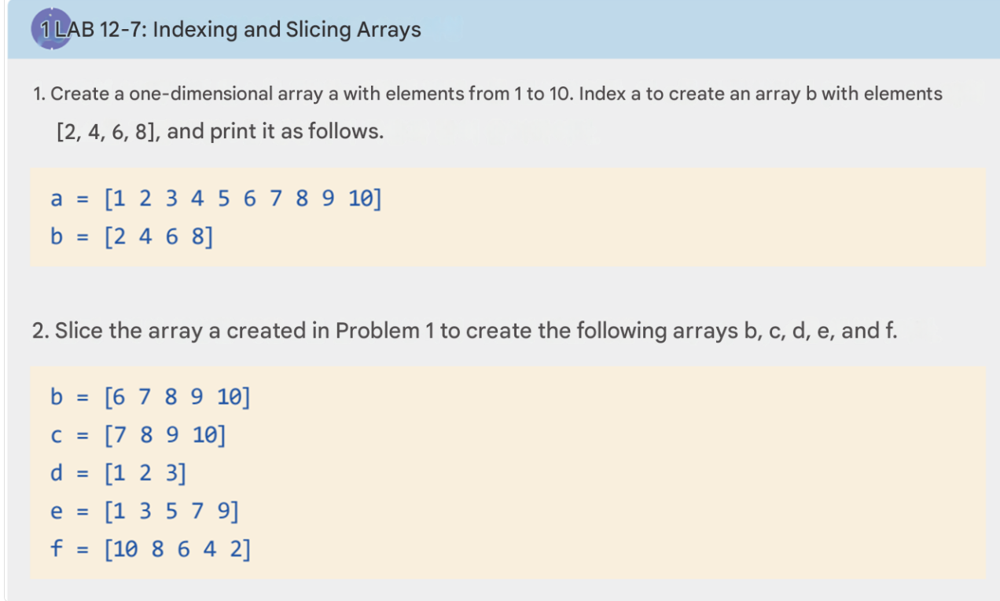 1 LAB 12-7: Indexing and Slicing Arrays
1. Create a one-dimensional array a with elements from 1 to 10. Index a to create an array b with elements
[2, 4, 6, 8], and print it as follows.
a = [1 2 3 4 5 6 7 8 9 10]
b = [2 4 6 8]
2. Slice the array a created in Problem 1 to create the following arrays b, c, d, e, and f.
b = [6 7 8 9 10]
c = [7 8 9 10]
d = [1 2 3]
e = [1 3 5 7 9]
f = [10 8 6 4 2]